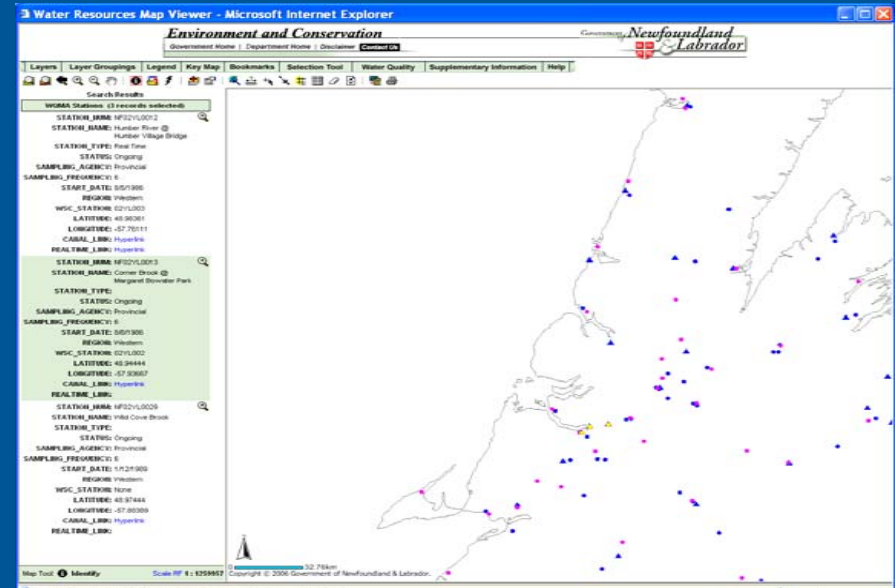 Water Resources Map Viewer - Microsoft Internet Explorer
Environment and Conservation
Government Home | Department Home | Disclaimer Contact Us
Government Newfoundland
& Labrador
Layers Layer Groupings Legend Key Map Bookmarks Selection Tool Water Quality Supplementary Information Help
Search Results
WQMA Stations (3 records selected)
STATION_NUM: NF02YL0012
STATION_NAME: Humber River @
Humber Village Bridge
STATION_TYPE: Real Time
STATUS: Ongoing
SAMPLING_AGENCY: Provincial
SAMPLING_FREQUENCY: 6
START_DATE: 8/5/1986
REGION: Western
WSC_STATION: 02YL003
LATITUDE: 48.98361
LONGITUDE: -57.76111
CANAL_LINK: Hyperlink
REALTIME_LINK: Hyperlink
STATION_NUM: NF02YL0013
STATION_NAME: Corner Brook @
Margaret Bowater Park
STATION_TYPE:
STATUS: Ongoing
SAMPLING_AGENCY: Provincial
SAMPLING_FREQUENCY: 6
START_DATE: 8/8/1986
REGION: Western
WSC_STATION: 02YL002
LATITUDE: 48.94444
LONGITUDE: -57.93667
CANAL_LINK: Hyperlink
REALTIME_LINK:
STATION_NUM: NF02YL0029
STATION_NAME: Wild Cove Brook
STATION_TYPE:
STATUS: Ongoing
SAMPLING_AGENCY: Provincial
SAMPLING_FREQUENCY: 6
START_DATE: 1/12/1989
REGION: Western
WSC_STATION: None
LATITUDE: 48.97444
LONGITUDE: -57.88389
CANAL_LINK: Hyperlink
REALTIME_LINK:
Map Tool: Identify Scale RF 1 : 1259957
0 32.76km
Copyright © 2006 Government of Newfoundland & Labrador.